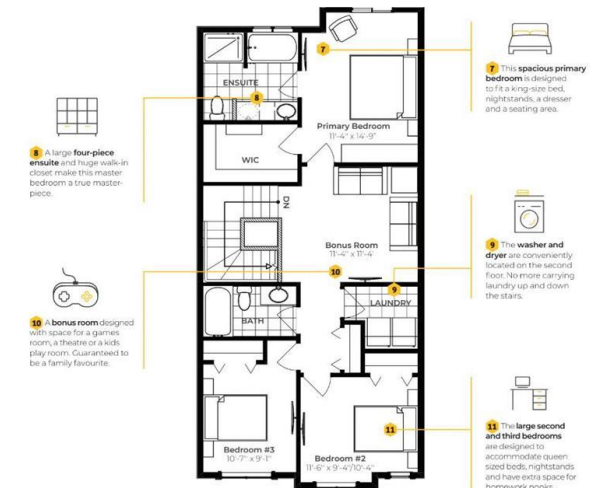 7
ENSUITE
8
Primary Bedroom
11'-4" x 14'-9"
WIC
DN
Bonus Room
11'-4" x 11'-4"
10
9
LAUNDRY
BATH
Bedroom #3
10'-7" x 9'-1"
11
Bedroom #2
11'-6" x 9'-4"/10'-4"
8 A large four-piece
ensuite and huge walk-in
closet make this master
bedroom a true master-
piece.
10 A bonus room designed
with space for a games
room, a theatre or a kids
play room. Guaranteed to
be a family favourite.
7 This spacious primary
bedroom is designed
to fit a king-size bed,
nightstands, a dresser
and a seating area.
9 The washer and
dryer are conveniently
located on the second
floor. No more carrying
laundry up and down
the stairs.
11 The large second
and third bedrooms
are designed to
accommodate queen
sized beds, nightstands
and have extra space for
homework nooks.